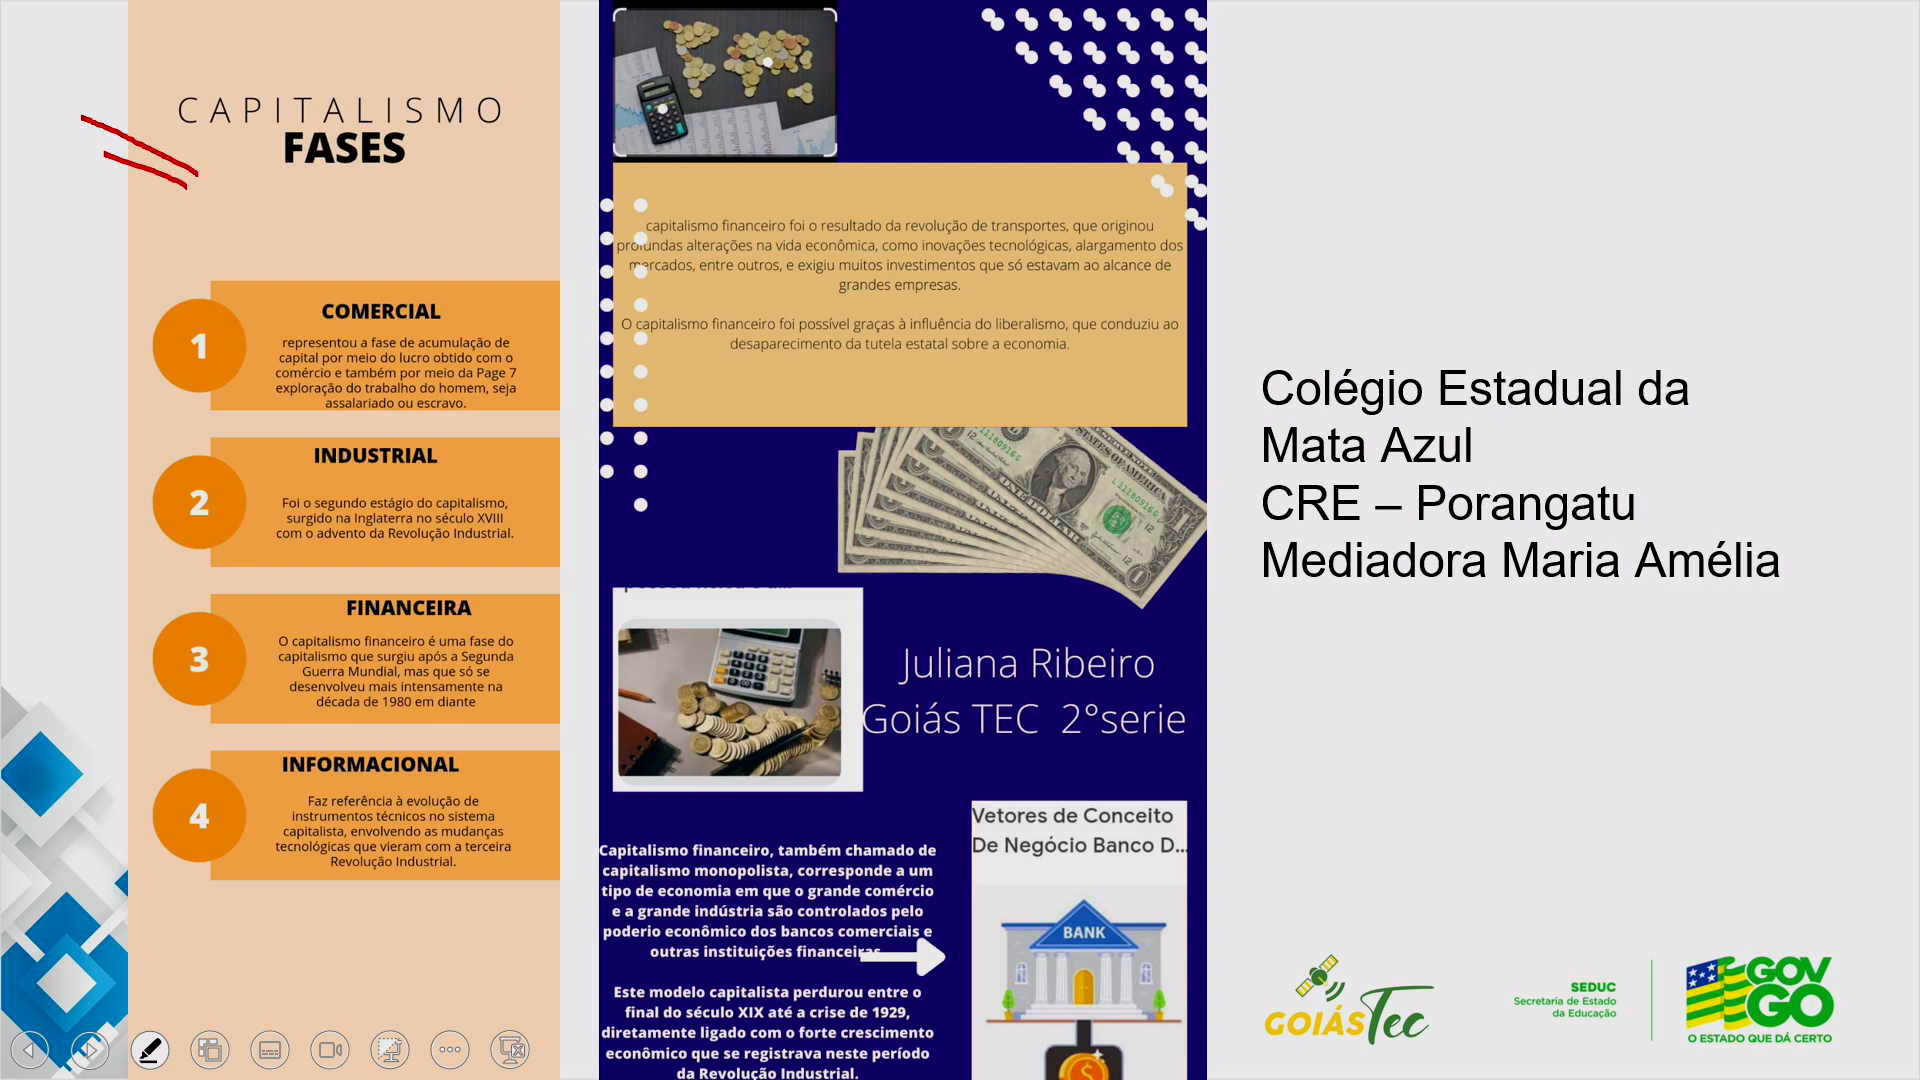 CAPITALISMO
FASES
1
COMERCIAL
representou a fase de acumulação de
capital por meio do lucro obtido com o
comércio e também por meio da Page 7
exploração do trabalho do homem, seja
assalariado ou escravo.
2
INDUSTRIAL
Foi o segundo estágio do capitalismo,
surgido na Inglaterra no século XVIII
com o advento da Revolução Industrial.
3
FINANCEIRA
O capitalismo financeiro é uma fase do
capitalismo que surgiu após a Segunda
Guerra Mundial, mas que só se
desenvolveu mais intensamente na
década de 1980 em diante
4
INFORMACIONAL
Faz referência à evolução de
instrumentos técnicos no sistema
capitalista, envolvendo as mudanças
tecnológicas que vieram com a terceira
Revolução Industrial.
capitalismo financeiro foi o resultado da revolução de transportes, que originou
profundas alterações na vida econômica, como inovações tecnológicas, alargamento dos
mercados, entre outros, e exigiu muitos investimentos que só estavam ao alcance de
grandes empresas.
O capitalismo financeiro foi possível graças à influência do liberalismo, que conduziu ao
desaparecimento da tutela estatal sobre a economia.
Juliana Ribeiro
Goiás TEC 2°serie
Capitalismo financeiro, também chamado de
capitalismo monopolista, corresponde a um
tipo de economia em que o grande comércio
e a grande indústria são controlados pelo
poderio econômico dos bancos comerciais e
outras instituições financeiras
Este modelo capitalista perdurou entre o
final do século XIX até a crise de 1929,
diretamente ligado com o forte crescimento
econômico que se registrava neste período
da Revolução Industrial.
Vetores de Conceito
De Negócio Banco D...
BANK
Colégio Estadual da
Mata Azul
CRE – Porangatu
Mediadora Maria Amélia
GOIÁSTec
SEDUC
Secretaria de Estado
da Educação
GOV
GO
O ESTADO QUE DÁ CERTO